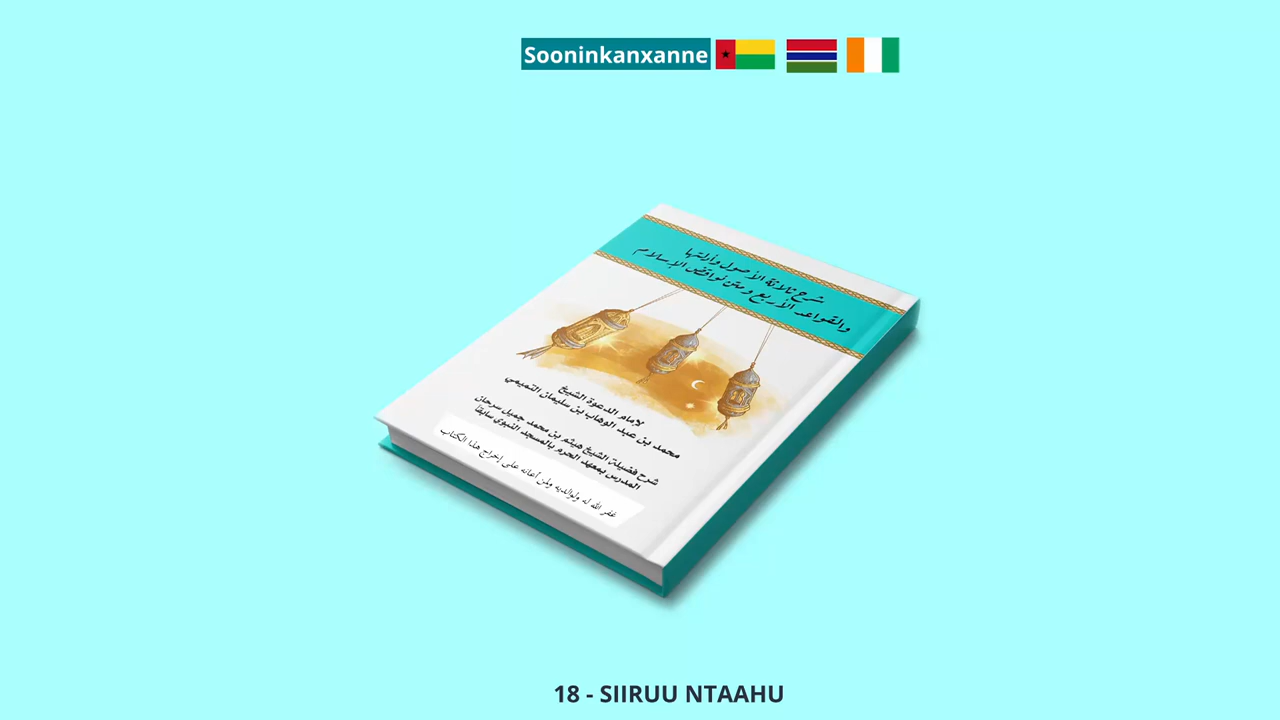 Sooninkanxanne
شرح ثلاثة الأصول وأدلتها
والقواعد الأربع و متن نواقض الإسلام
لإمام الدعوة الشيخ
محمد بن عبد الوهاب بن سليمان التميمي
شرح فضيلة الشيخ هيثم بن محمد جميل سرحان
المدرس بمعهد الحرم بالمسجد النبوي سابقا
غفر الله له ولوالديه ولمن أعانه على إخراج هذا الكتاب
18 - SIIRUU NTAAHU